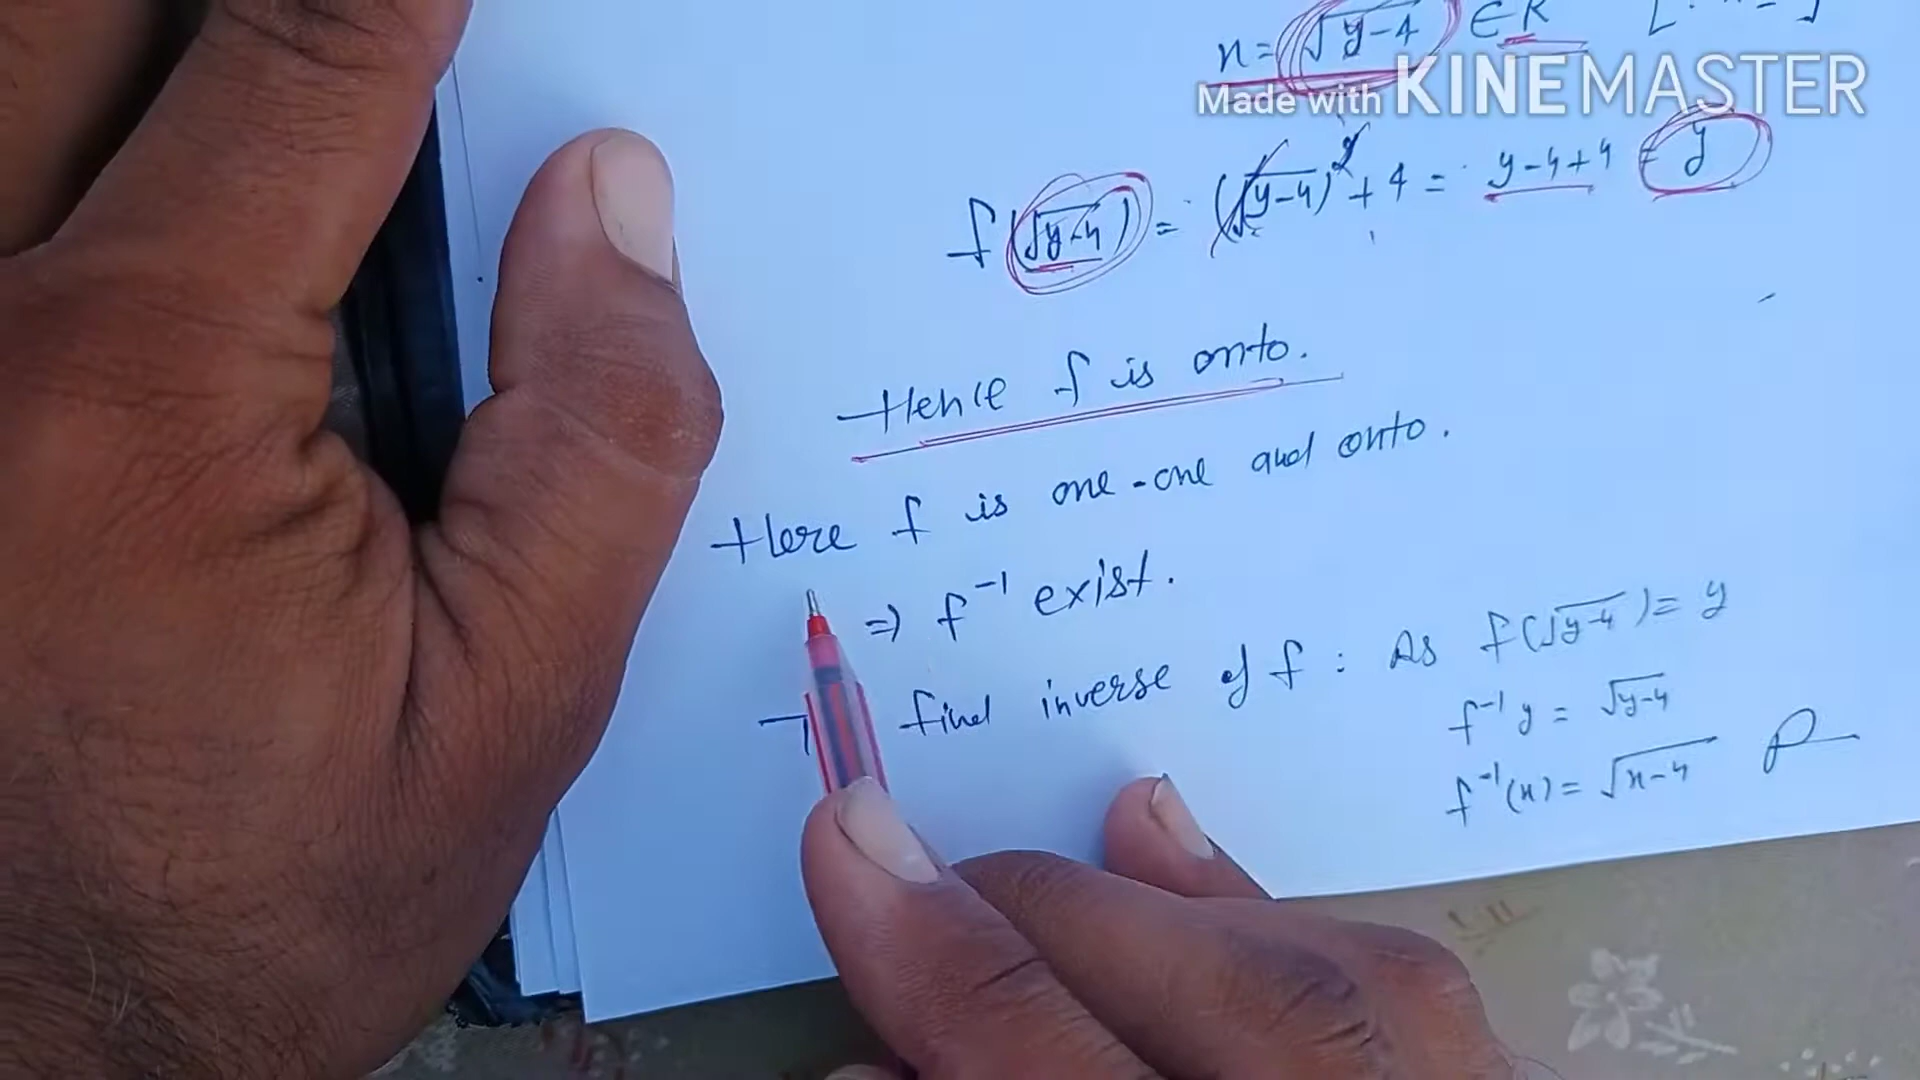 x = √y-4 ∈ R
Made with KINEMASTER
f(√y-4) = (√y-4)² + 4 = y-4+4 = y
Hence f is onto.
Here f is one-one and onto.
⇒ f⁻¹ exist.
find inverse of f : As f(√y-4) = y
f⁻¹ y = √y-4
f⁻¹(x) = √x-4